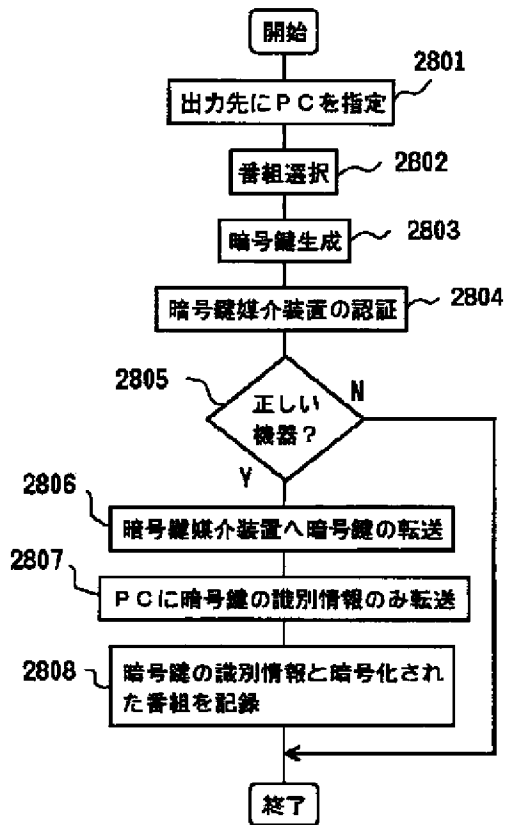 開始
2801
出力先にＰＣを指定
2802
番組選択
2803
暗号鍵生成
2804
暗号鍵媒介装置の認証
2805
N
正しい
機器？
Y
2806
暗号鍵媒介装置へ暗号鍵の転送
2807
ＰＣに暗号鍵の識別情報のみ転送
2808
暗号鍵の識別情報と暗号化され
た番組を記録
終了